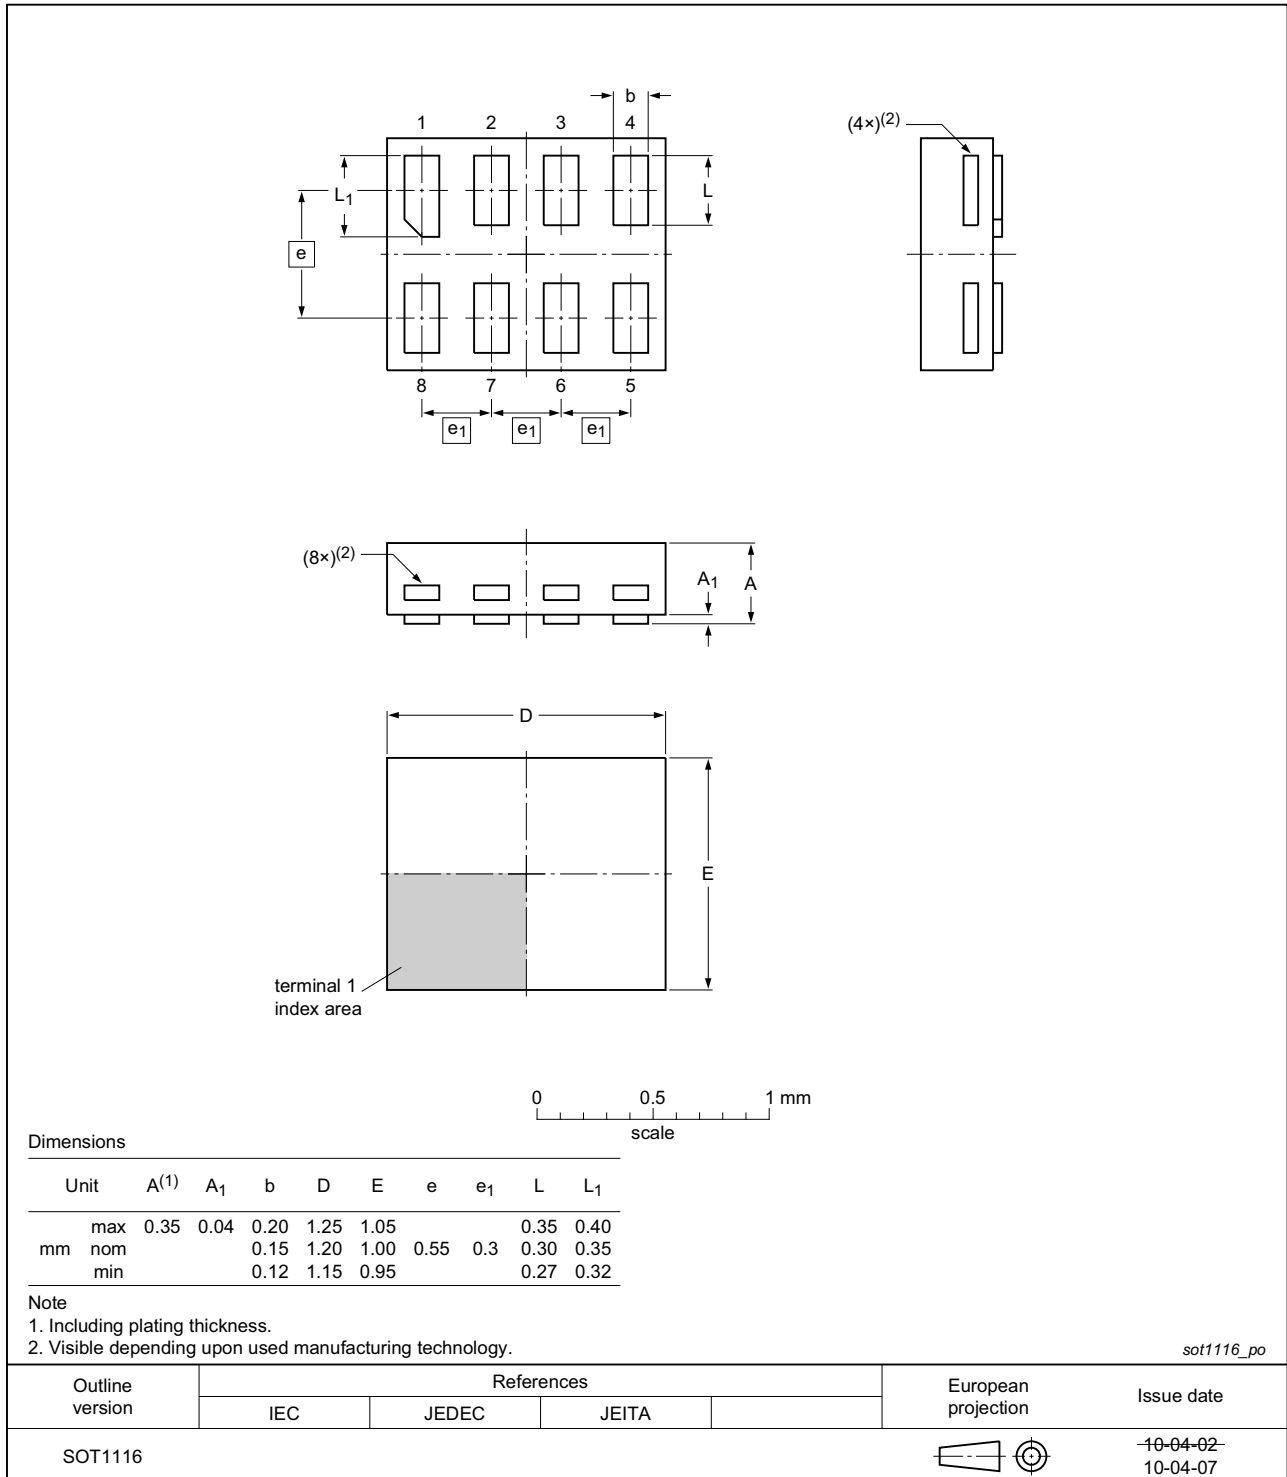 b
1 2 3 4
(4×)(2)
L1
L
e
8 7 6 5
e1 e1 e1
(8×)(2)
A1 A
D
E
terminal 1
index area
0 0.5 1 mm
scale
Dimensions
Unit A(1) A1 b D E e e1 L L1
max 0.35 0.04 0.20 1.25 1.05 0.35 0.40
mm nom 0.15 1.20 1.00 0.55 0.3 0.30 0.35
min 0.12 1.15 0.95 0.27 0.32
Note
1. Including plating thickness.
2. Visible depending upon used manufacturing technology.
sot1116_po
Outline
version
References
IEC JEDEC JEITA
European
projection
Issue date
SOT1116
10-04-02
10-04-07